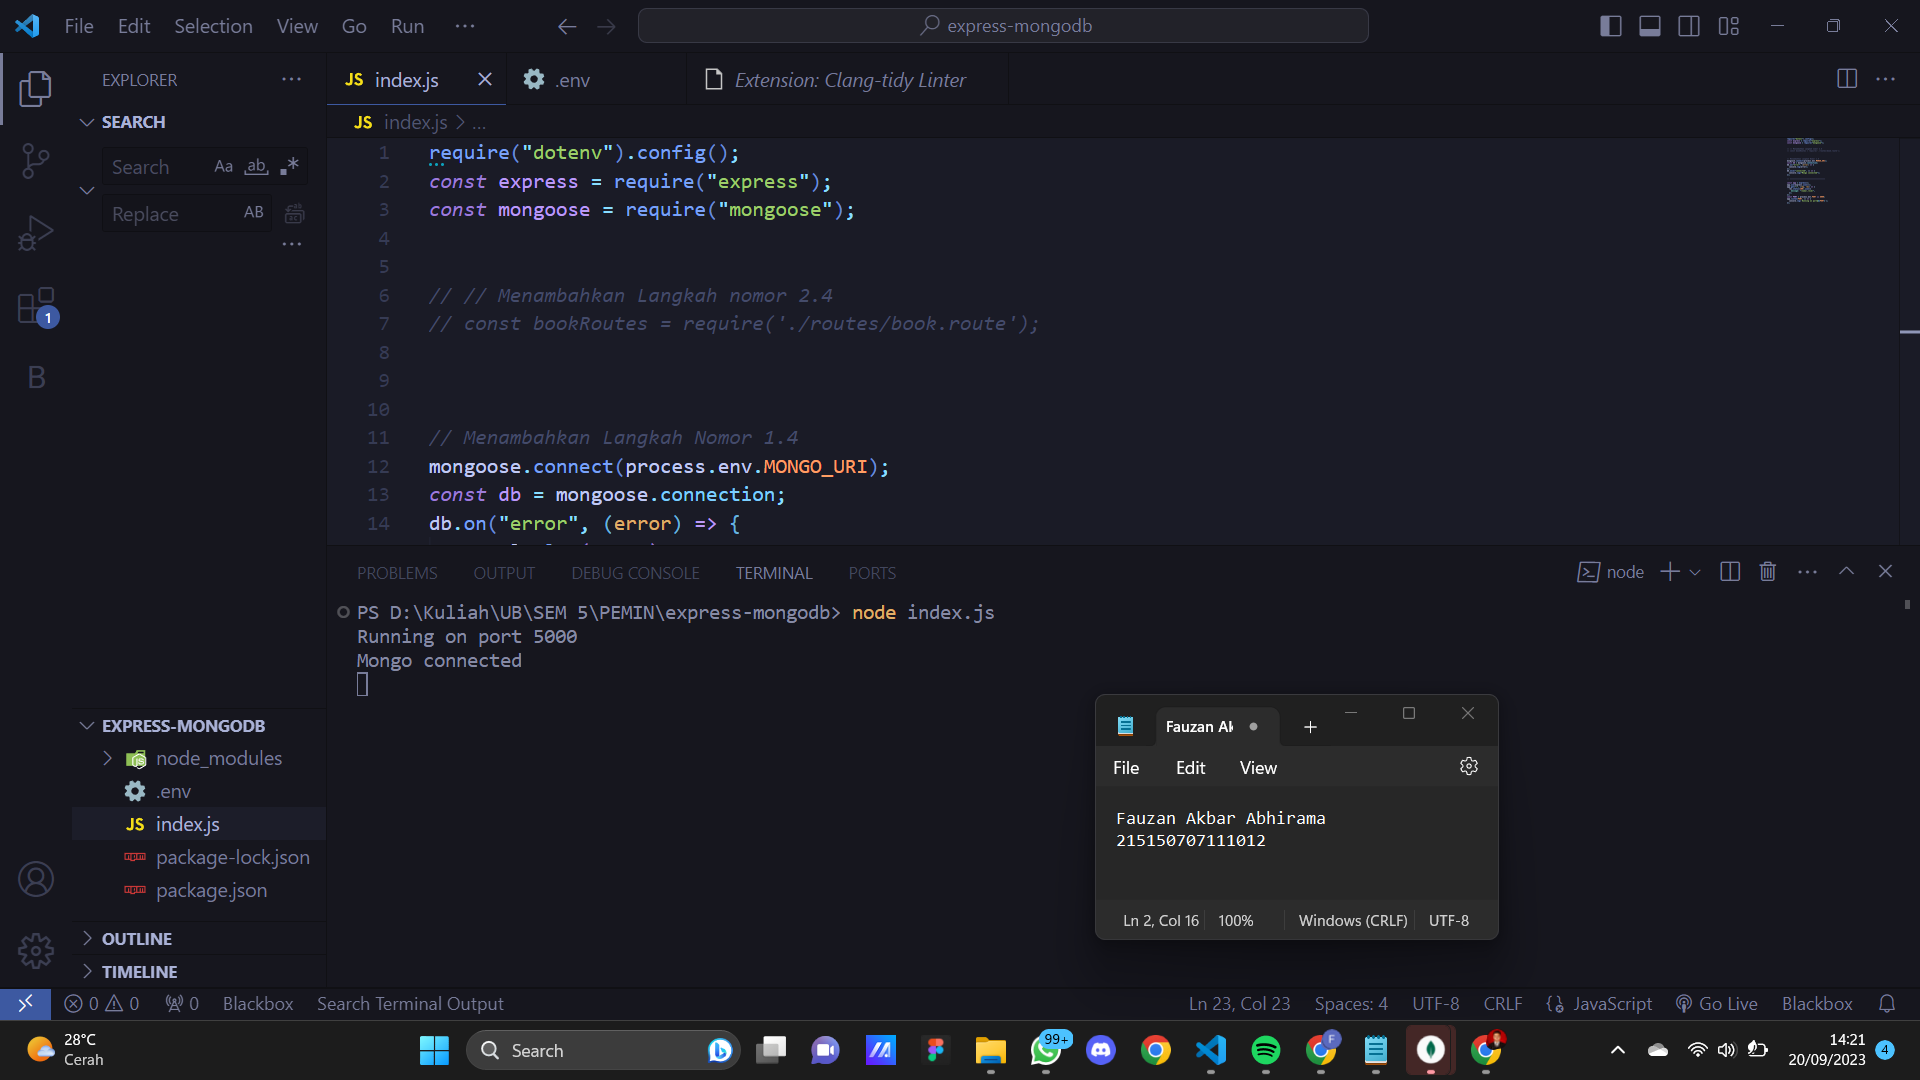 File Edit Selection View Go Run ···
express-mongodb
EXPLORER
SEARCH
Search Aa ab .*
Replace AB
1
B
JS index.js
.env
Extension: Clang-tidy Linter
JS index.js > ...
1 require("dotenv").config();
2 const express = require("express");
3 const mongoose = require("mongoose");
4
5
6 // // Menambahkan Langkah nomor 2.4
7 // const bookRoutes = require('./routes/book.route');
8
9
10
11 // Menambahkan Langkah Nomor 1.4
12 mongoose.connect(process.env.MONGO_URI);
13 const db = mongoose.connection;
14 db.on("error", (error) => {
PROBLEMS OUTPUT DEBUG CONSOLE TERMINAL PORTS
node
PS D:\Kuliah\UB\SEM 5\PEMIN\express-mongodb> node index.js
Running on port 5000
Mongo connected
EXPRESS-MONGODB
node_modules
.env
JS index.js
package-lock.json
package.json
OUTLINE
TIMELINE
Fauzan Al
File Edit View
Fauzan Akbar Abhirama
215150707111012
Ln 2, Col 16 100% Windows (CRLF) UTF-8
0 0 0 Blackbox Search Terminal Output
Ln 23, Col 23 Spaces: 4 UTF-8 CRLF JavaScript Go Live Blackbox
28°C
Cerah
Search
99+
F
14:21
20/09/2023
4